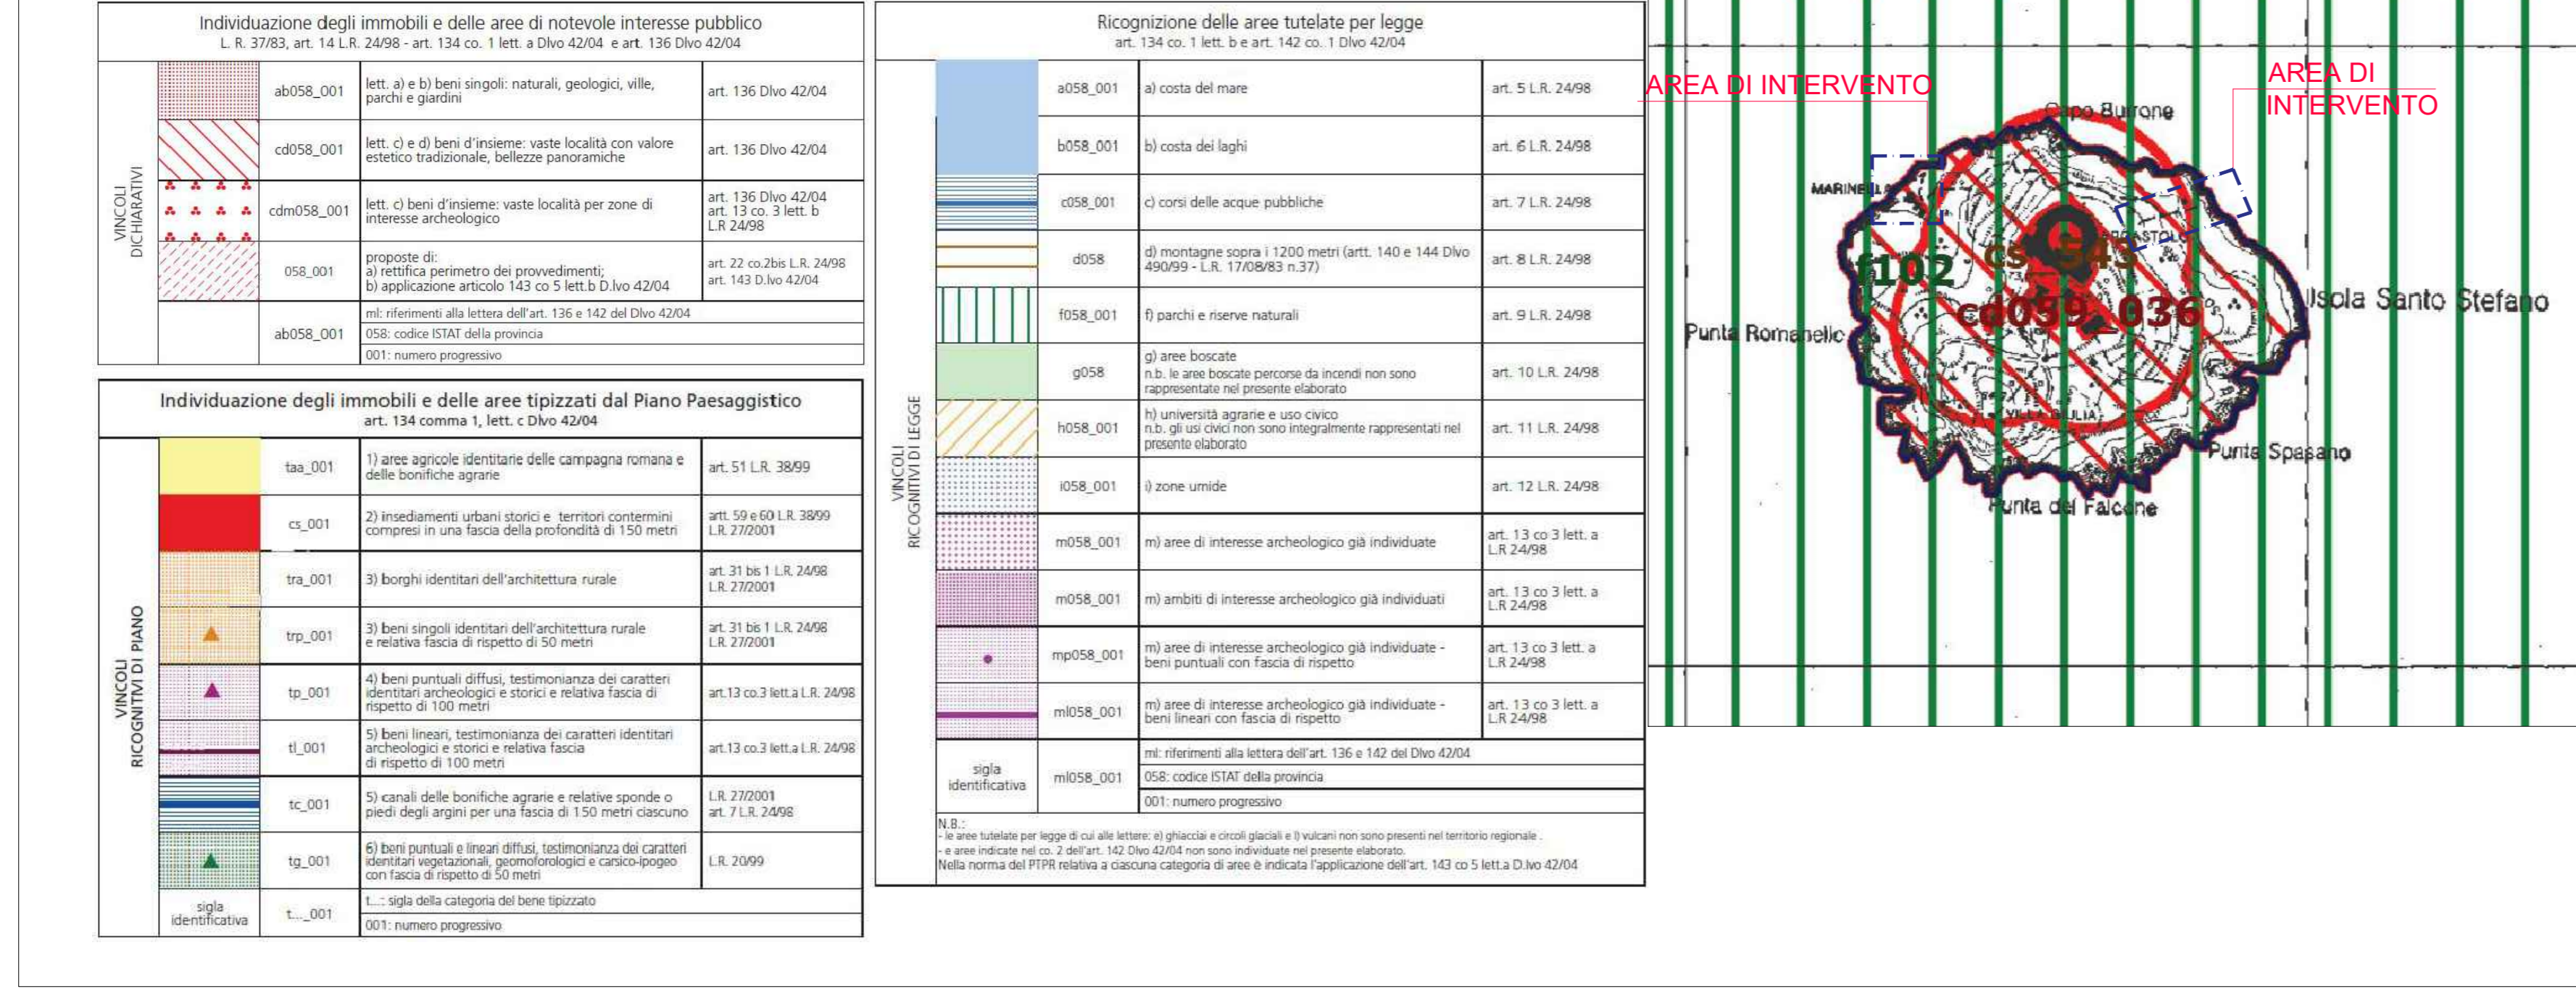 Individuazione degli immobili e delle aree di notevole interesse pubblico
L. R. 37/83, art. 14 L.R. 24/98 - art. 134 co. 1 lett. a Dlvo 42/04 e art. 136 Dlvo 42/04
VINCOLI
DICHIARATIVI
ab058_001
lett. a) e b) beni singoli: naturali, geologici, ville,
parchi e giardini
art. 136 Dlvo 42/04
cd058_001
lett. c) e d) beni d'insieme: vaste località con valore
estetico tradizionale, bellezze panoramiche
art. 136 Dlvo 42/04
cdm058_001
lett. c) beni d'insieme: vaste località per zone di
interesse archeologico
art. 136 Dlvo 42/04
art. 13 co. 3 lett. b
L.R 24/98
058_001
proposte di:
a) rettifica perimetro dei provvedimenti;
b) applicazione articolo 143 co 5 lett.b D.lvo 42/04
art. 22 co.2bis L.R. 24/98
art. 143 D.lvo 42/04
ab058_001
ml: riferimenti alla lettera dell'art. 136 e 142 del Dlvo 42/04
058: codice ISTAT della provincia
001: numero progressivo
Individuazione degli immobili e delle aree tipizzati dal Piano Paesaggistico
art. 134 comma 1, lett. c Dlvo 42/04
VINCOLI
RICOGNITIVI DI PIANO
taa_001
1) aree agricole identitarie delle campagna romana e
delle bonifiche agrarie
art. 51 L.R. 38/99
cs_001
2) insediamenti urbani storici e territori contermini
compresi in una fascia della profondità di 150 metri
artt. 59 e 60 L.R. 38/99
L.R. 27/2001
tra_001
3) borghi identitari dell'architettura rurale
art. 31 bis 1 L.R. 24/98
L.R. 27/2001
trp_001
3) beni singoli identitari dell'architettura rurale
e relativa fascia di rispetto di 50 metri
art. 31 bis 1 L.R. 24/98
L.R. 27/2001
tp_001
4) beni puntuali diffusi, testimonianza dei caratteri
identitari archeologici e storici e relativa fascia di
rispetto di 100 metri
art.13 co.3 lett.a L.R. 24/98
tl_001
5) beni lineari, testimonianza dei caratteri identitari
archeologici e storici e relativa fascia
di rispetto di 100 metri
art.13 co.3 lett.a L.R. 24/98
tc_001
5) canali delle bonifiche agrarie e relative sponde o
piedi degli argini per una fascia di 150 metri ciascuno
L.R. 27/2001
art. 7 L.R. 24/98
tg_001
6) beni puntuali e lineari diffusi, testimonianza dei caratteri
identitari vegetazionali, geomoforologici e carsico-ipogeo
con fascia di rispetto di 50 metri
L.R. 20/99
sigla
identificativa
t..._001
t...: sigla della categoria del bene tipizzato
001: numero progressivo
Ricognizione delle aree tutelate per legge
art. 134 co. 1 lett. b e art. 142 co. 1 Dlvo 42/04
VINCOLI
RICOGNITIVI DI LEGGE
a058_001
a) costa del mare
art. 5 L.R. 24/98
b058_001
b) costa dei laghi
art. 6 L.R. 24/98
c058_001
c) corsi delle acque pubbliche
art. 7 L.R. 24/98
d058
d) montagne sopra i 1200 metri (artt. 140 e 144 Dlvo
490/99 - L.R. 17/08/83 n.37)
art. 8 L.R. 24/98
f058_001
f) parchi e riserve naturali
art. 9 L.R. 24/98
g058
g) aree boscate
n.b. le aree boscate percorse da incendi non sono
rappresentate nel presente elaborato
art. 10 L.R. 24/98
h058_001
h) università agrarie e uso civico
n.b. gli usi civici non sono integralmente rappresentati nel
presente elaborato
art. 11 L.R. 24/98
i058_001
i) zone umide
art. 12 L.R. 24/98
m058_001
m) aree di interesse archeologico già individuate
art. 13 co 3 lett. a
L.R 24/98
m058_001
m) ambiti di interesse archeologico già individuati
art. 13 co 3 lett. a
L.R 24/98
mp058_001
m) aree di interesse archeologico già individuate -
beni puntuali con fascia di rispetto
art. 13 co 3 lett. a
L.R 24/98
ml058_001
m) aree di interesse archeologico già individuate -
beni lineari con fascia di rispetto
art. 13 co 3 lett. a
L.R 24/98
sigla
identificativa
ml058_001
ml: riferimenti alla lettera dell'art. 136 e 142 del Dlvo 42/04
058: codice ISTAT della provincia
001: numero progressivo
N.B.:
- le aree tutelate per legge di cui alle lettere: e) ghiacciai e circoli glaciali e l) vulcani non sono presenti nel territorio regionale .
- e aree indicate nel co. 2 dell'art. 142 Dlvo 42/04 non sono individuate nel presente elaborato.
Nella norma del PTPR relativa a ciascuna categoria di aree è indicata l'applicazione dell'art. 143 co 5 lett.a D.lvo 42/04
AREA DI INTERVENTO
AREA DI
INTERVENTO
Capo Burrone
MARINELLA
f102
cs_545
cd059_036
Isola Santo Stefano
Punta Romanello
VILLA GIULIA
Punta Spasano
Punta del Falcone